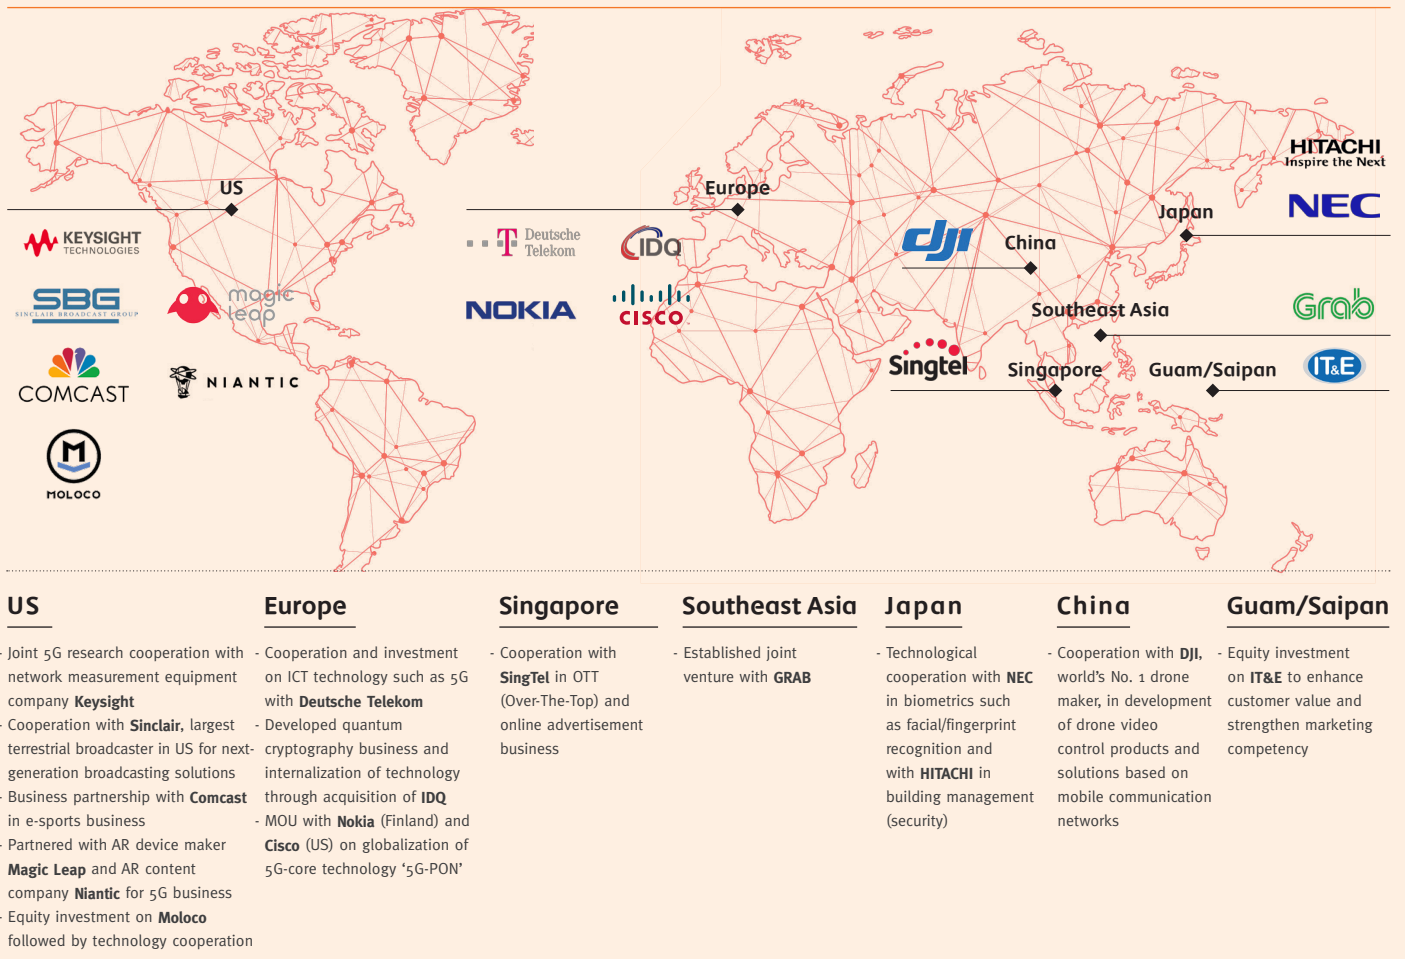 US
KEYSIGHT
TECHNOLOGIES
SBG
SINCLAIR BROADCAST GROUP
magic
leap
COMCAST
NIANTIC
M
MOLOCO
Europe
T Deutsche
Telekom
IDQ
NOKIA
CISCO
dji
China
HITACHI
Inspire the Next
NEC
Japan
Southeast Asia
Grab
Singtel
Singapore
Guam/Saipan
IT&E
US
- Joint 5G research cooperation with
network measurement equipment
company Keysight
- Cooperation with Sinclair, largest
terrestrial broadcaster in US for next-
generation broadcasting solutions
- Business partnership with Comcast
in e-sports business
- Partnered with AR device maker
Magic Leap and AR content
company Niantic for 5G business
- Equity investment on Moloco
followed by technology cooperation
Europe
- Cooperation and investment
on ICT technology such as 5G
with Deutsche Telekom
- Developed quantum
cryptography business and
internalization of technology
through acquisition of IDQ
- MOU with Nokia (Finland) and
Cisco (US) on globalization of
5G-core technology ‘5G-PON’
Singapore
- Cooperation with
SingTel in OTT
(Over-The-Top) and
online advertisement
business
Southeast Asia
- Established joint
venture with GRAB
Japan
- Technological
cooperation with NEC
in biometrics such
as facial/fingerprint
recognition and
with HITACHI in
building management
(security)
China
- Cooperation with DJI,
world’s No. 1 drone
maker, in development
of drone video
control products and
solutions based on
mobile communication
networks
Guam/Saipan
- Equity investment
on IT&E to enhance
customer value and
strengthen marketing
competency